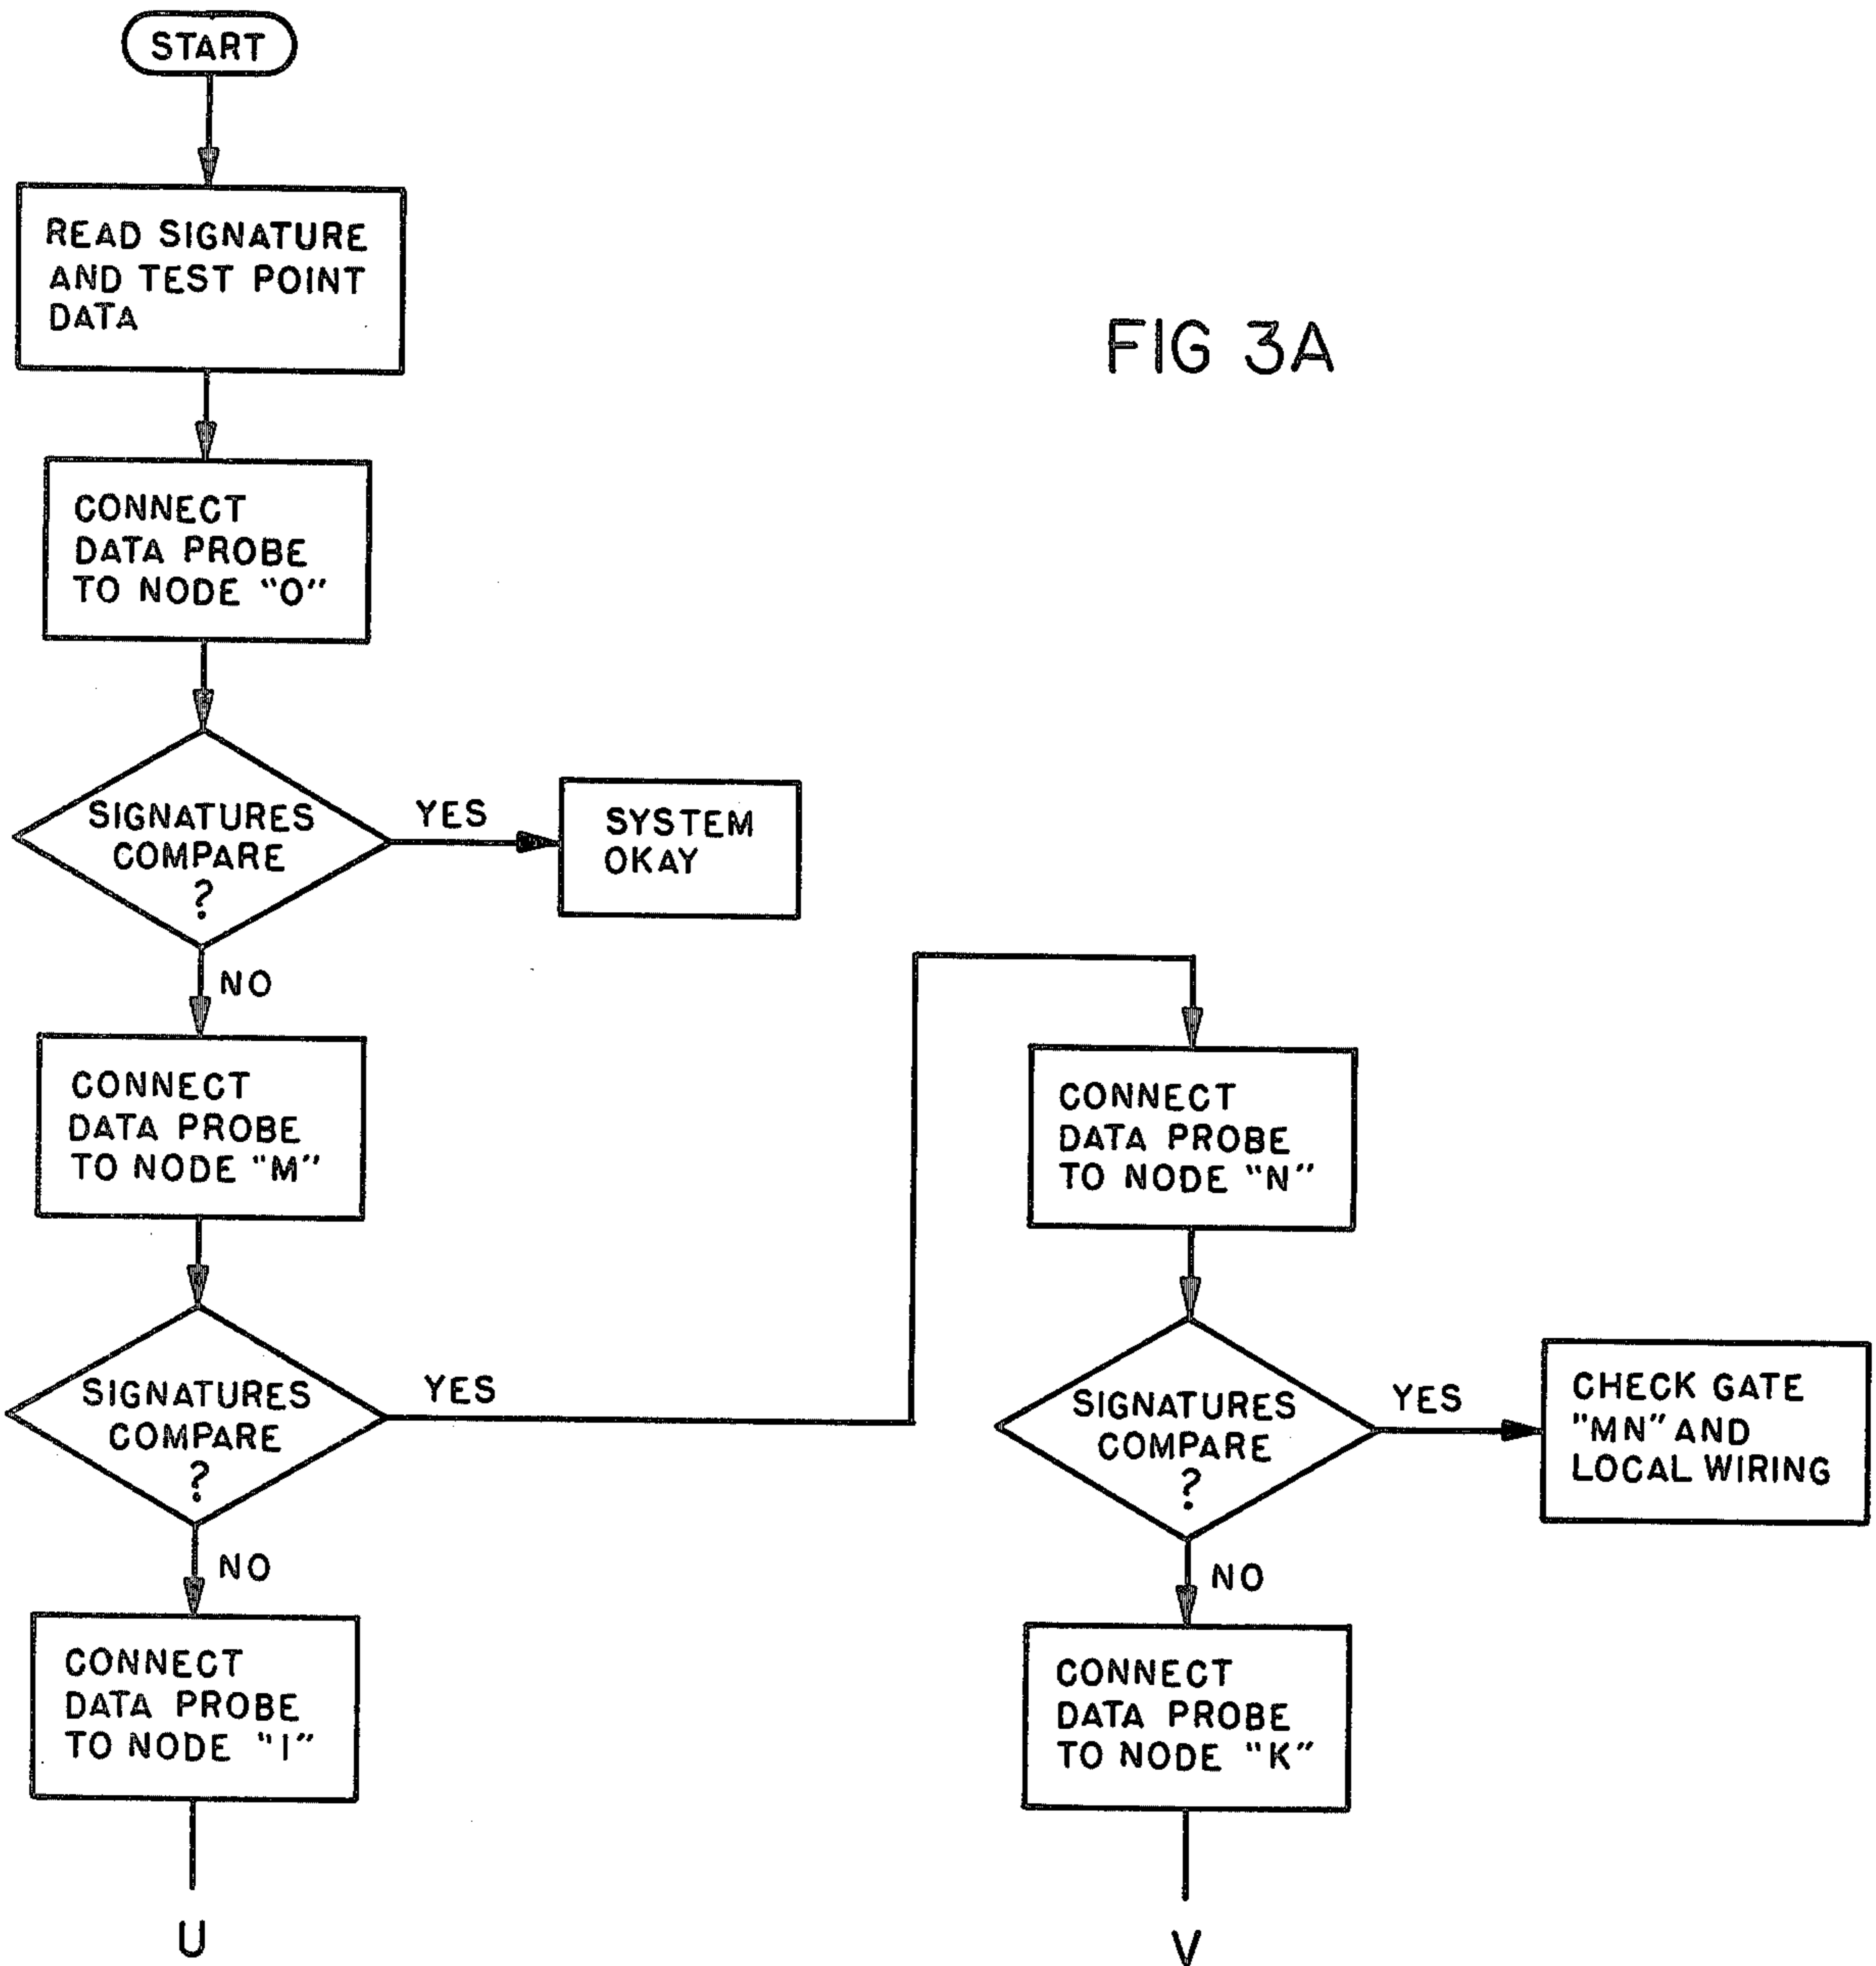 START
READ SIGNATURE
AND TEST POINT
DATA
FIG 3A
CONNECT
DATA PROBE
TO NODE "O"
SIGNATURES
COMPARE
?
YES
SYSTEM
OKAY
NO
CONNECT
DATA PROBE
TO NODE "M"
SIGNATURES
COMPARE
?
YES
NO
CONNECT
DATA PROBE
TO NODE "I"
U
CONNECT
DATA PROBE
TO NODE "N"
SIGNATURES
COMPARE
?
YES
CHECK GATE
"MN" AND
LOCAL WIRING
NO
CONNECT
DATA PROBE
TO NODE "K"
V